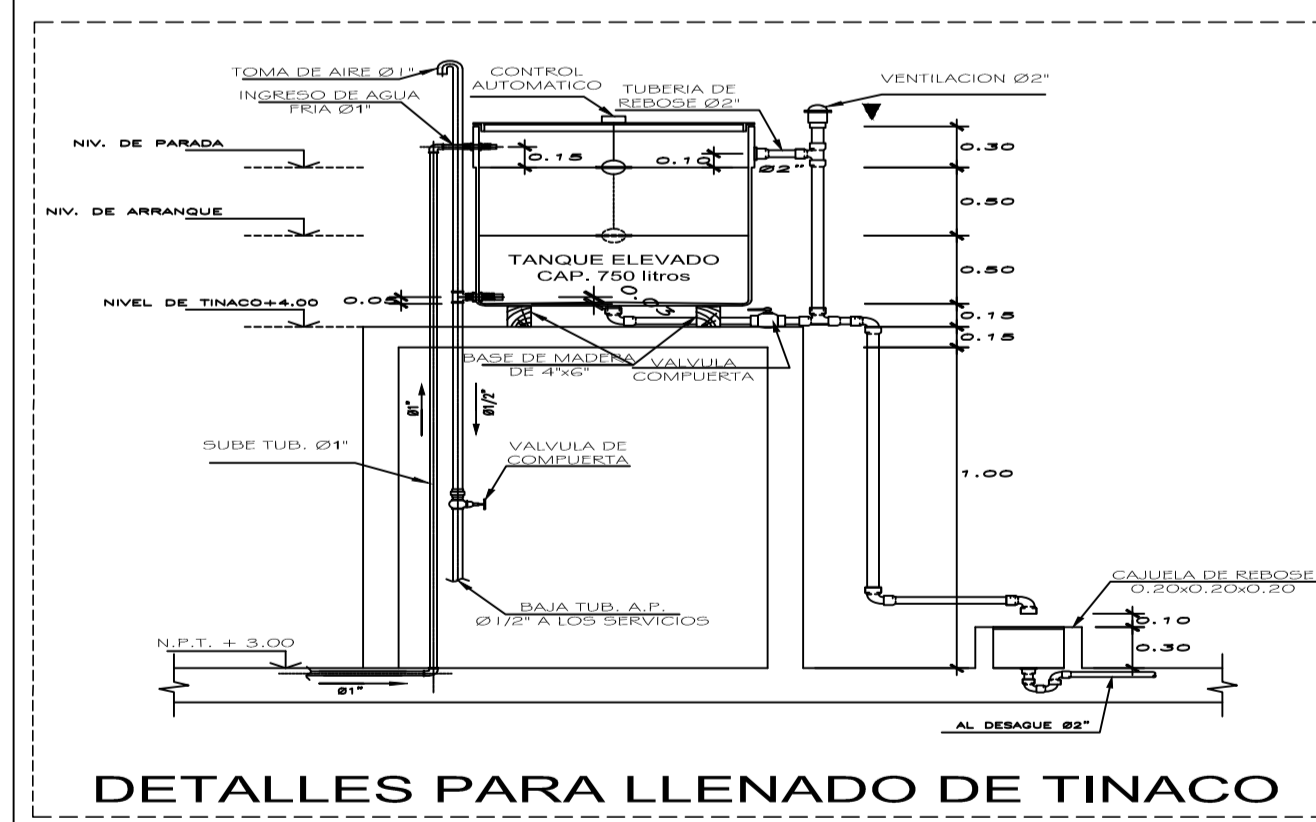 TOMA DE AIRE Ø1"
CONTROL
AUTOMATICO
TUBERIA DE
REBOSE Ø2"
VENTILACION Ø2"
INGRESO DE AGUA
FRIA Ø1"
NIV. DE PARADA
0.15
0.10
Ø2"
0.30
NIV. DE ARRANQUE
0.50
TANQUE ELEVADO
CAP. 750 litros
0.50
NIVEL DE TINACO+4.00
0.15
0.15
BASE DE MADERA
DE 4"x6"
VALVULA
COMPUERTA
Ø1"
Ø1/2"
SUBE TUB. Ø1"
VALVULA DE
COMPUERTA
1.00
BAJA TUB. A.P.
Ø1/2" A LOS SERVICIOS
CAJUELA DE REBOSE
0.20x0.20x0.20
0.10
0.30
N.P.T. + 3.00
Ø1"
AL DESAGUE Ø2"
DETALLES PARA LLENADO DE TINACO